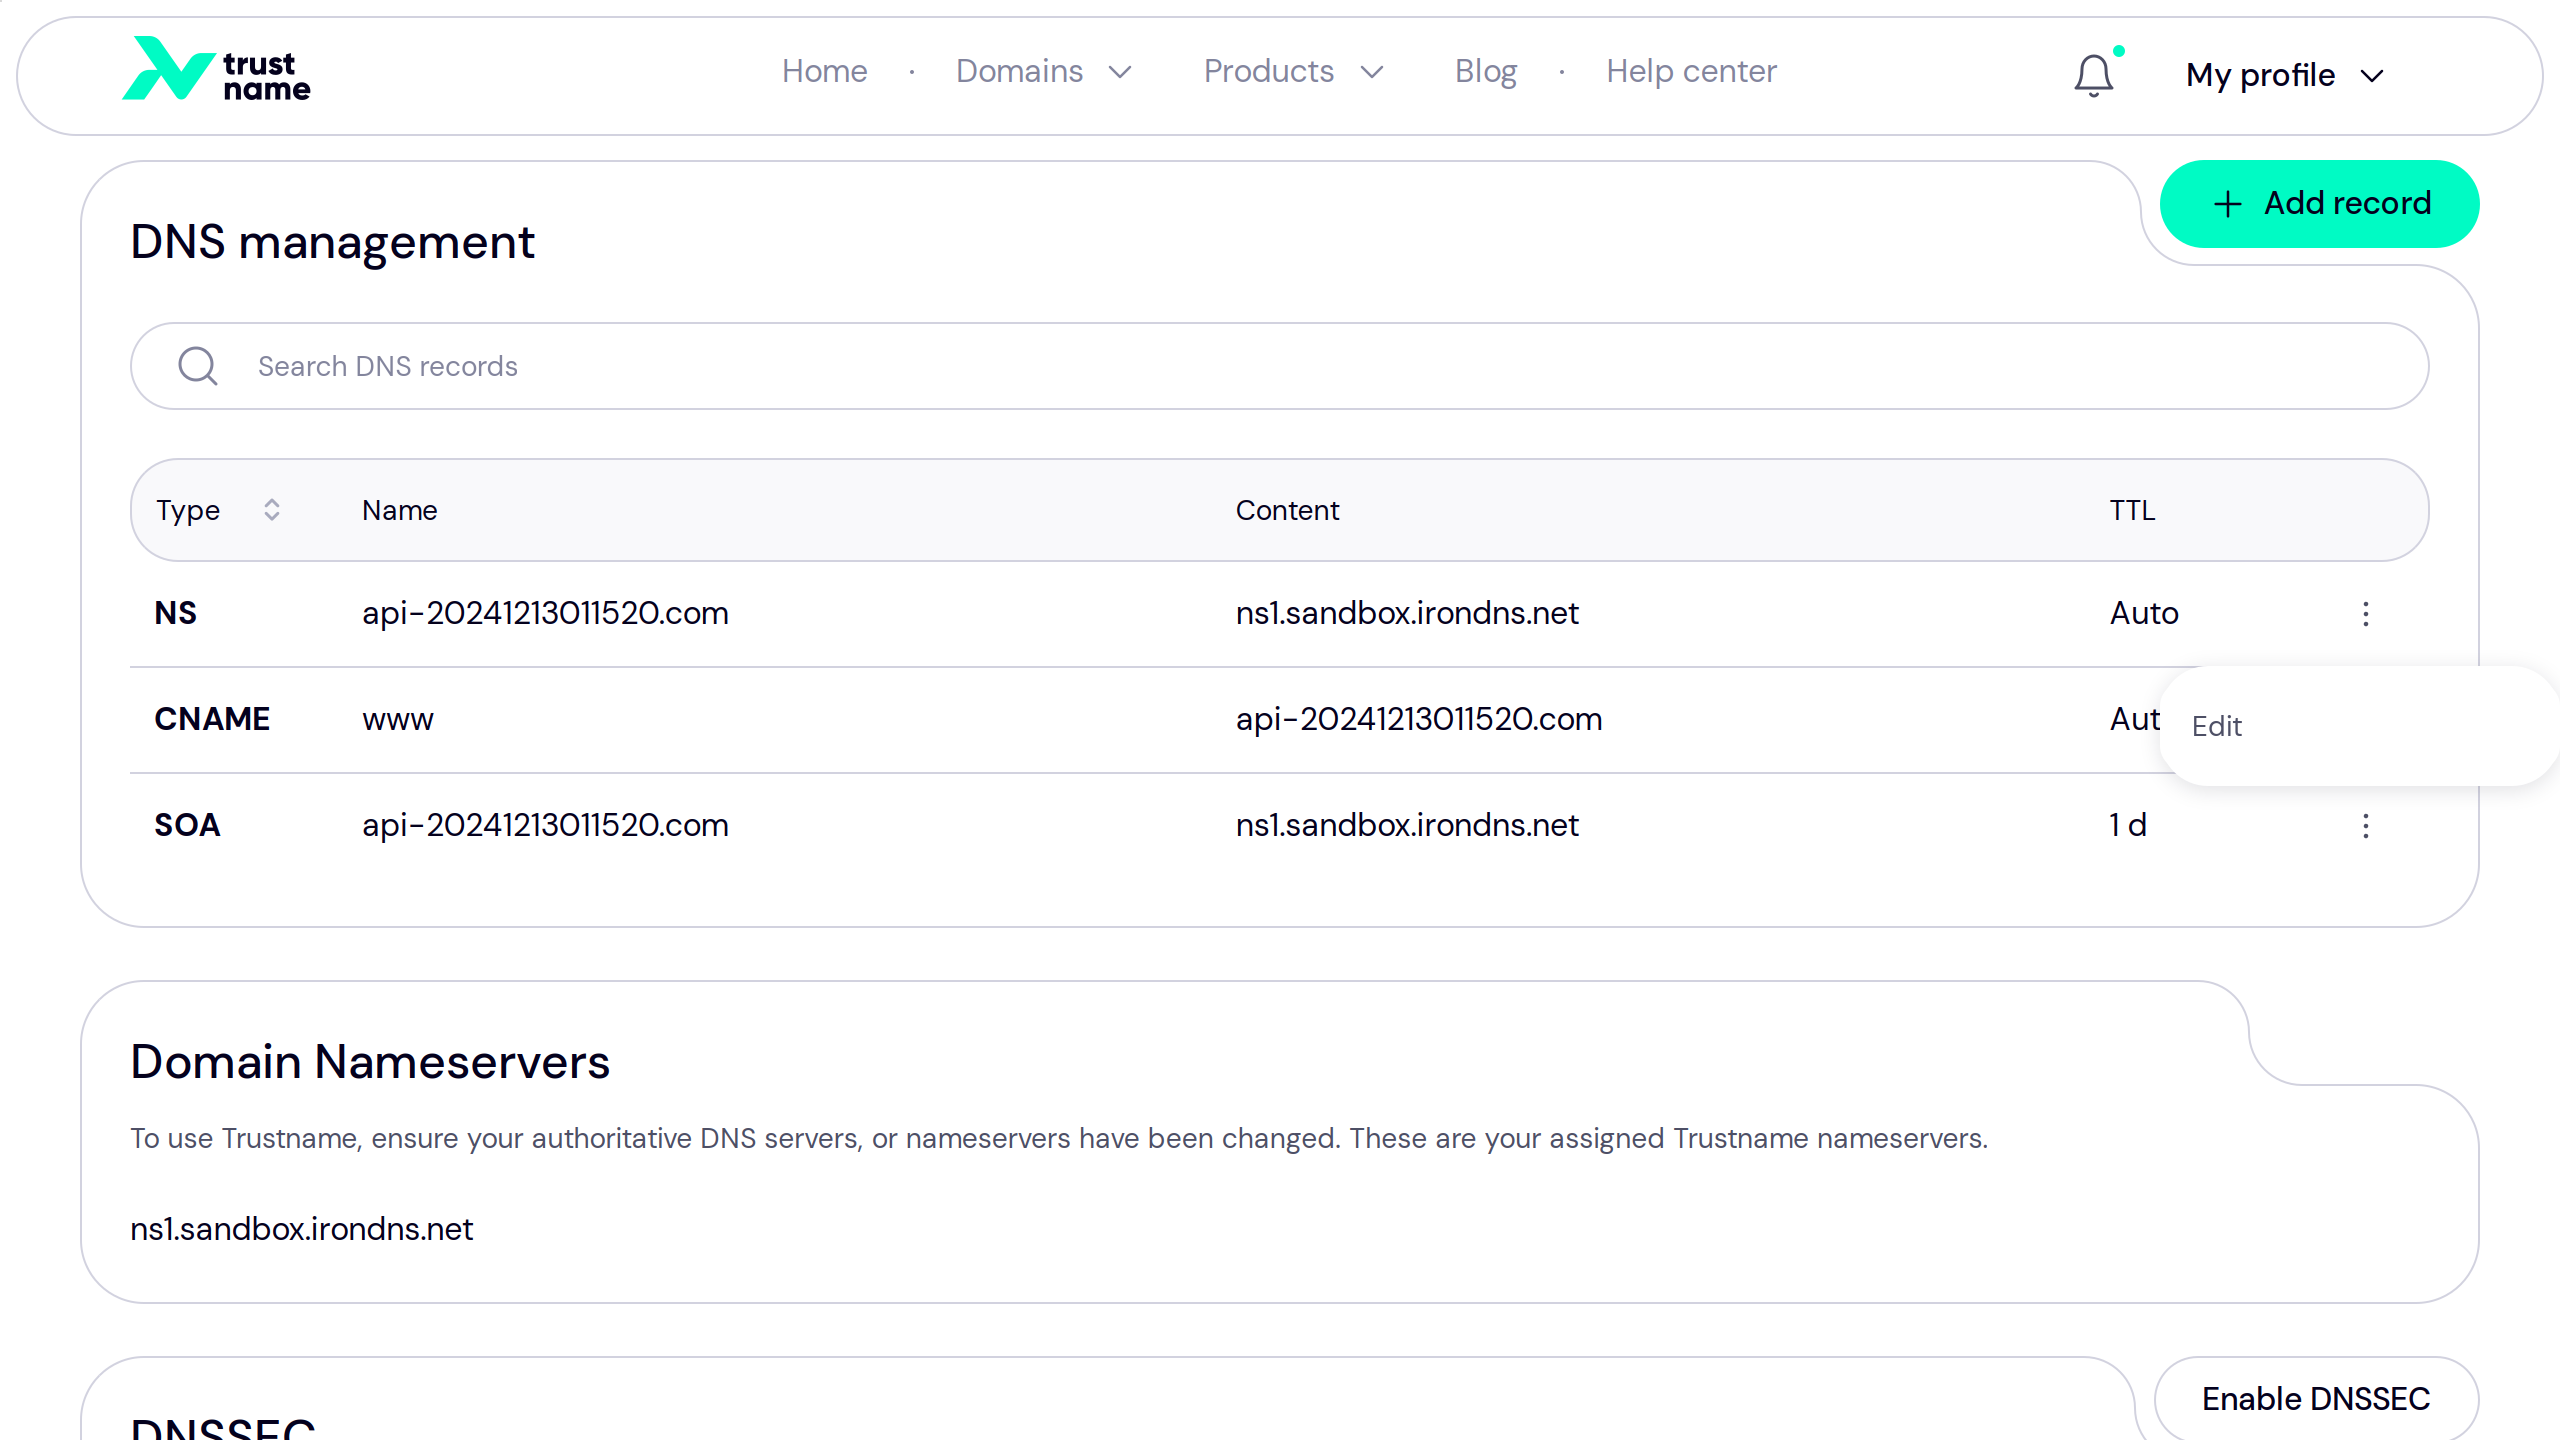 trust
name
Home · Domains Products Blog · Help center
My profile
Add record
DNS management
Search DNS records
Type Name Content TTL
NS api-20241213011520.com ns1.sandbox.irondns.net Auto
CNAME www api-20241213011520.com Aut
Edit
SOA api-20241213011520.com ns1.sandbox.irondns.net 1 d
Domain Nameservers
To use Trustname, ensure your authoritative DNS servers, or nameservers have been changed. These are your assigned Trustname nameservers.
ns1.sandbox.irondns.net
Enable DNSSEC
DNSSEC